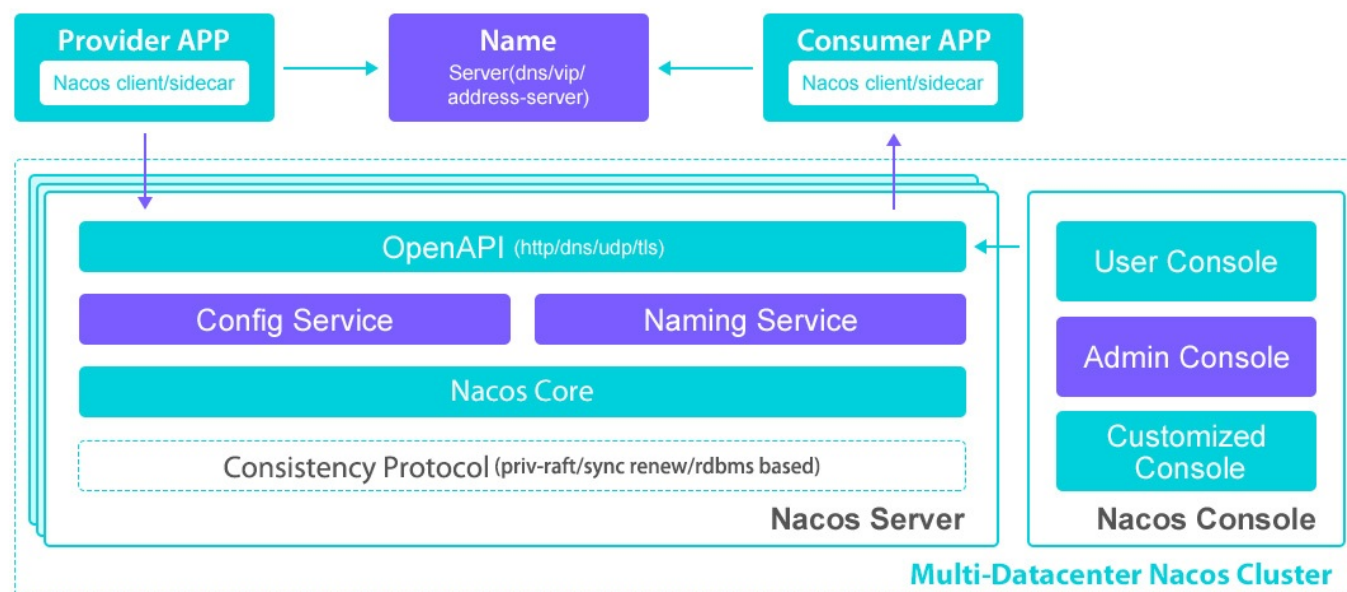 Provider APP
Nacos client/sidecar
Name
Server(dns/vip/
address-server)
Consumer APP
Nacos client/sidecar
OpenAPI (http/dns/udp/tls)
Config Service
Naming Service
Nacos Core
Consistency Protocol (priv-raft/sync renew/rdbms based)
Nacos Server
User Console
Admin Console
Customized
Console
Nacos Console
Multi-Datacenter Nacos Cluster